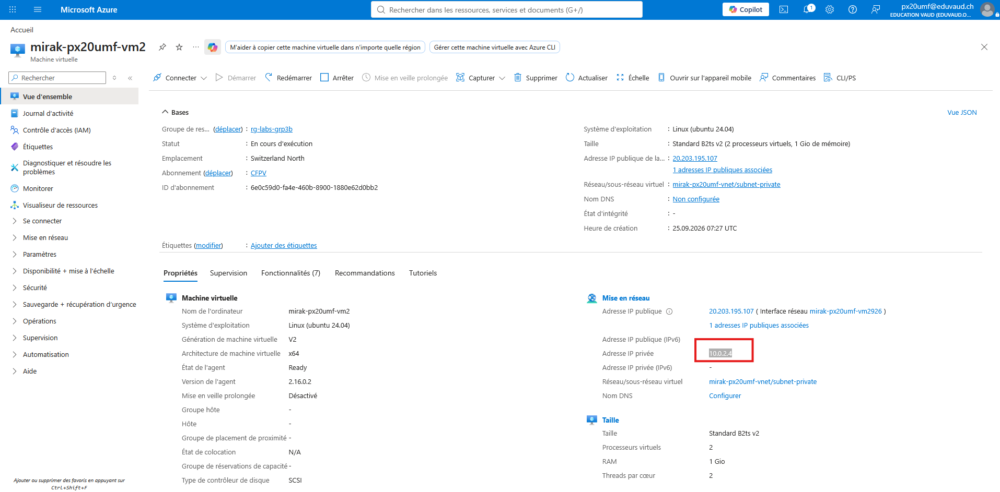 Microsoft Azure
Rechercher dans les ressources, services et documents (G+/)
Copilot
1
px20umf@eduvaud.ch
EDUCATION VAUD (EDUVAUD.O...
Accueil
mirak-px20umf-vm2
Machine virtuelle
M'aider à copier cette machine virtuelle dans n'importe quelle région
Gérer cette machine virtuelle avec Azure CLI
Rechercher
Connecter
Démarrer
Redémarrer
Arrêter
Mise en veille prolongée
Capturer
Supprimer
Actualiser
Échelle
Ouvrir sur l'appareil mobile
Commentaires
CLI/PS
Vue d'ensemble
Journal d'activité
Contrôle d'accès (IAM)
Étiquettes
Diagnostiquer et résoudre les
problèmes
Monitorer
Visualiseur de ressources
Se connecter
Mise en réseau
Paramètres
Disponibilité + mise à l'échelle
Sécurité
Sauvegarde + récupération d'urgence
Opérations
Supervision
Automatisation
Aide
Ajouter ou supprimer des favoris en appuyant sur
Ctrl+Shift+F
Bases
Vue JSON
Groupe de res... (déplacer) : rg-labs-grp3b
Statut : En cours d'exécution
Emplacement : Switzerland North
Abonnement (déplacer) : CFPV
ID d'abonnement : 6e0c59d0-fa4e-460b-8900-1880e62d0bb2
Système d'exploitation : Linux (ubuntu 24.04)
Taille : Standard B2ts v2 (2 processeurs virtuels, 1 Gio de mémoire)
Adresse IP publique de la... : 20.203.195.107
1 adresses IP publiques associées
Réseau/sous-réseau virtuel : mirak-px20umf-vnet/subnet-private
Nom DNS : Non configurée
État d'intégrité : -
Heure de création : 25.09.2026 07:27 UTC
Étiquettes (modifier) : Ajouter des étiquettes
Propriétés
Supervision
Fonctionnalités (7)
Recommandations
Tutoriels
Machine virtuelle
Nom de l'ordinateur mirak-px20umf-vm2
Système d'exploitation Linux (ubuntu 24.04)
Génération de machine virtuelle V2
Architecture de machine virtuelle x64
État de l'agent Ready
Version de l'agent 2.16.0.2
Mise en veille prolongée Désactivé
Groupe hôte -
Hôte -
Groupe de placement de proximité -
État de colocation N/A
Groupe de réservations de capacité -
Type de contrôleur de disque SCSI
Mise en réseau
Adresse IP publique 20.203.195.107 ( Interface réseau mirak-px20umf-vm2926 )
1 adresses IP publiques associées
Adresse IP publique (IPv6)
Adresse IP privée 10.0.2.4
Adresse IP privée (IPv6) -
Réseau/sous-réseau virtuel mirak-px20umf-vnet/subnet-private
Nom DNS Configurer
Taille
Taille Standard B2ts v2
Processeurs virtuels 2
RAM 1 Gio
Threads par cœur 2